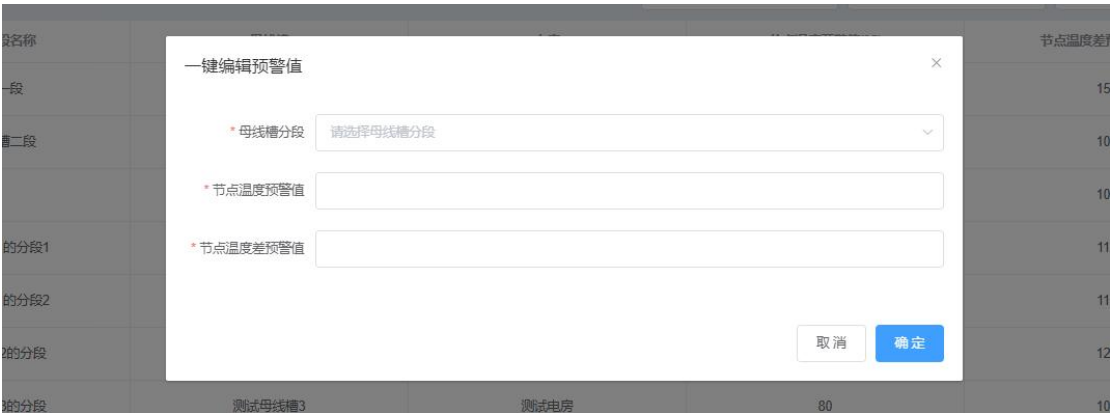 段名称
节点温度差预
一键编辑预警值
一段
15
* 母线槽分段 请选择母线槽分段
槽二段
10
* 节点温度预警值
10
的分段1
* 节点温度差预警值
11
的分段2
11
取消 确定
2的分段
12
3的分段 测试母线槽3 测试电房 80 10